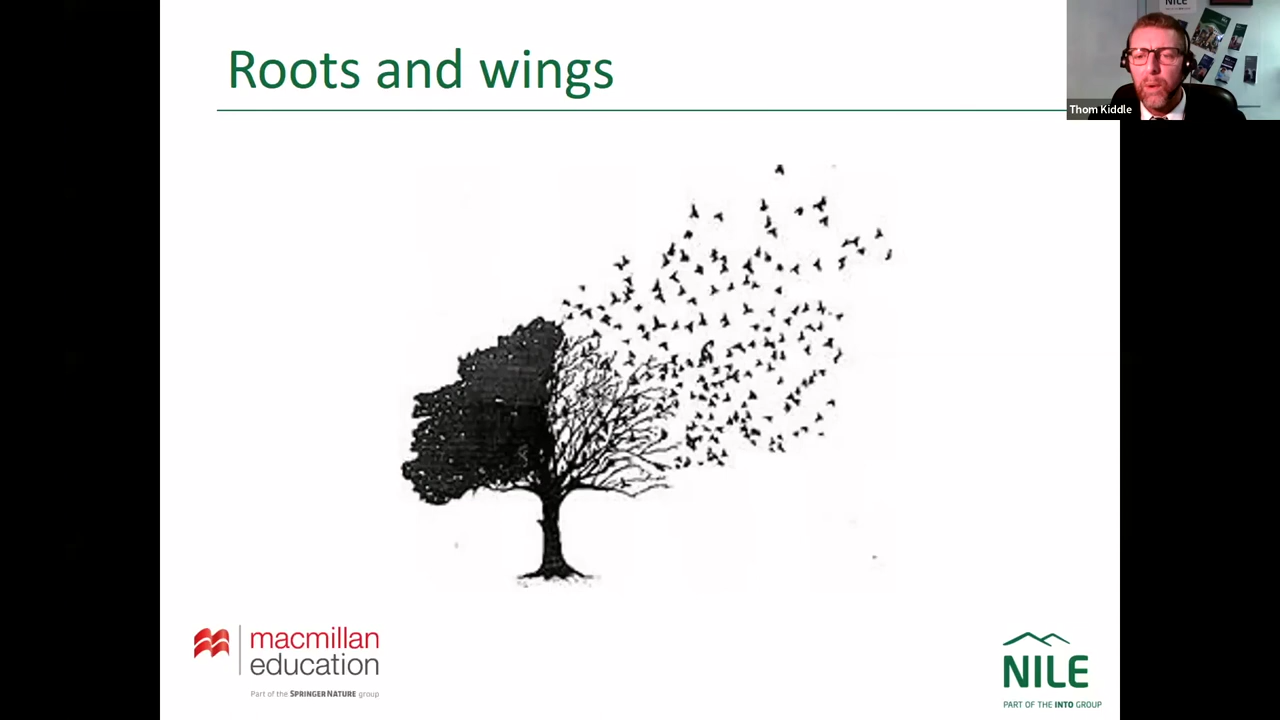 Roots and wings
NILE
Thom Kiddle
macmillan
education
Part of the SPRINGER NATURE group
NILE
PART OF THE INTO GROUP